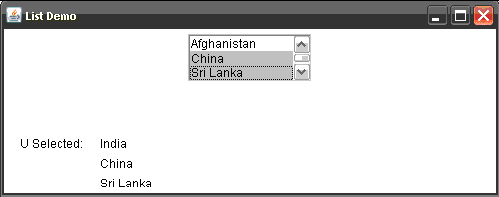 List Demo
Afghanistan
China
Sri Lanka
U Selected: India
China
Sri Lanka